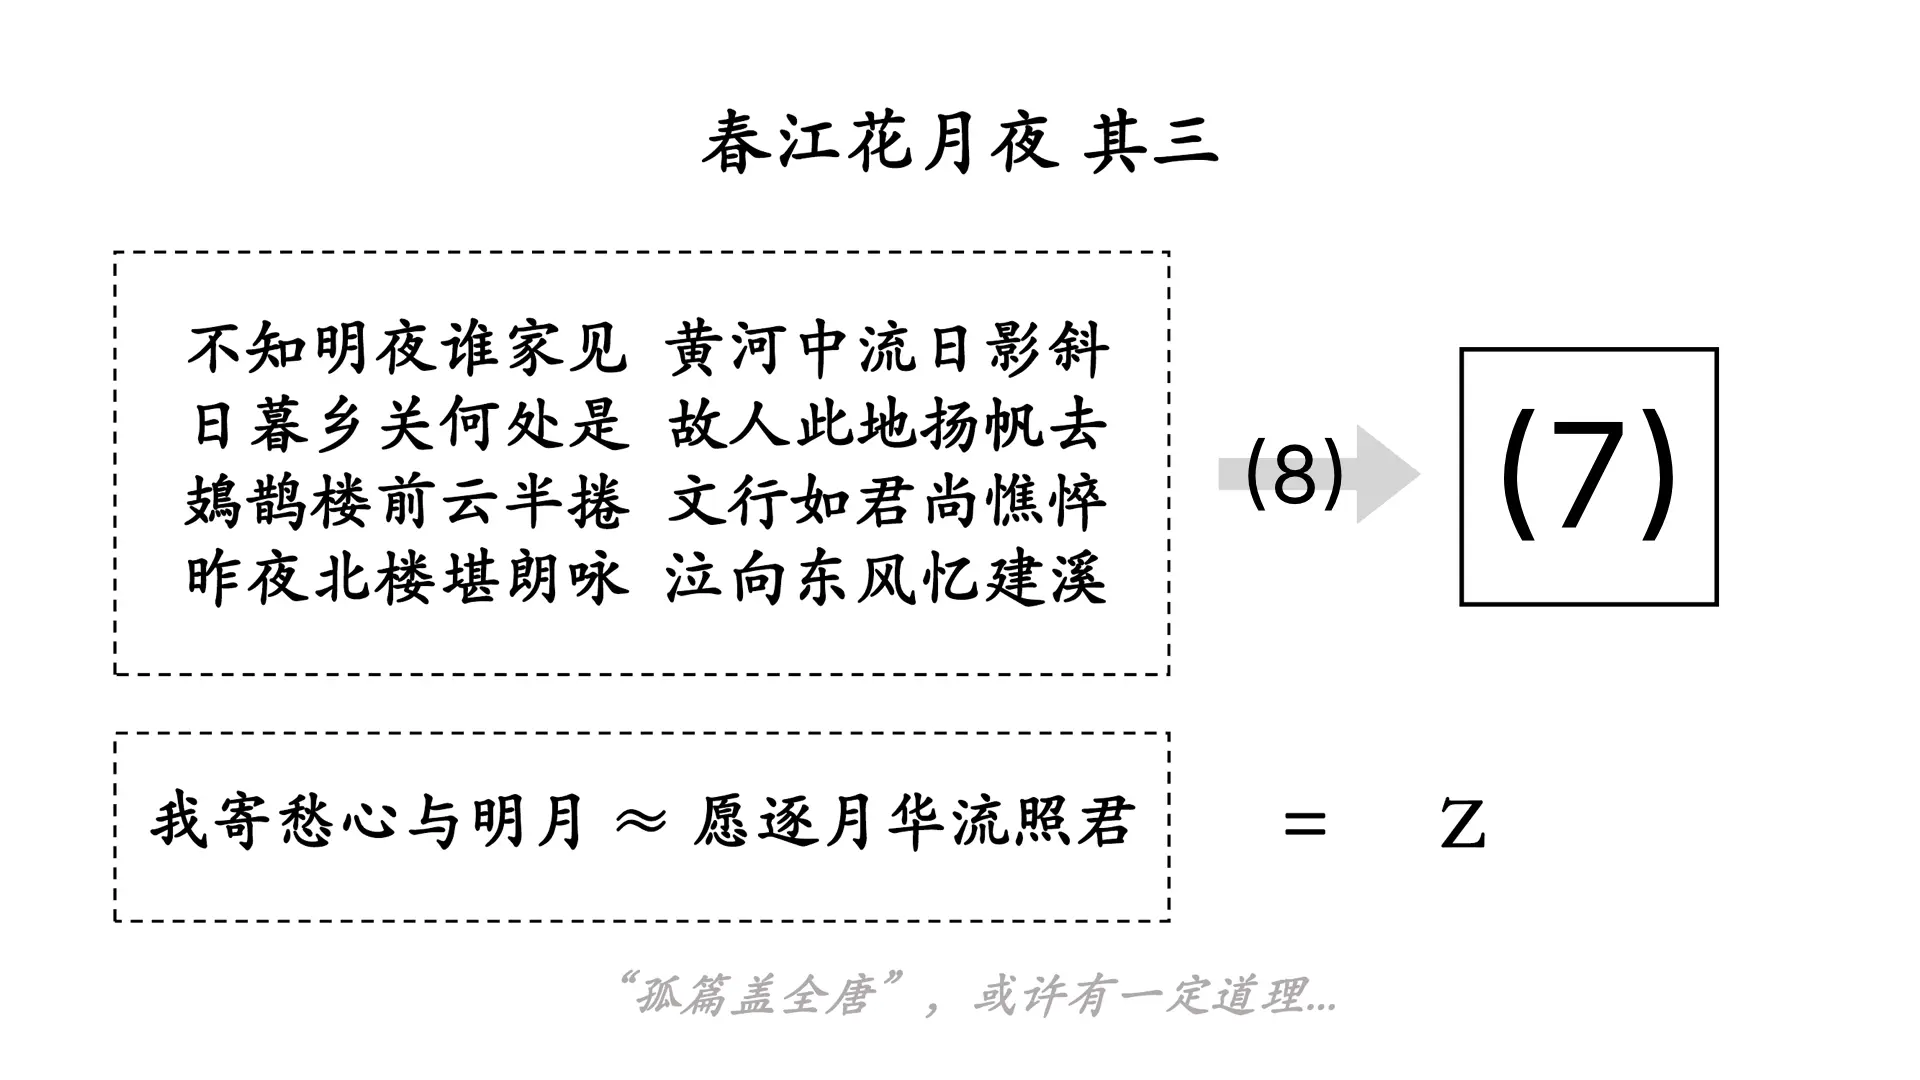 春江花月夜 其三
不知明夜谁家见 黄河中流日影斜
日暮乡关何处是 故人此地扬帆去
鳷鹊楼前云半捲 文行如君尚憔悴
昨夜北楼堪朗咏 泣向东风忆建溪
(8)
(7)
我寄愁心与明月 ≈ 愿逐月华流照君
= Z
“孤篇盖全唐”，或许有一定道理...